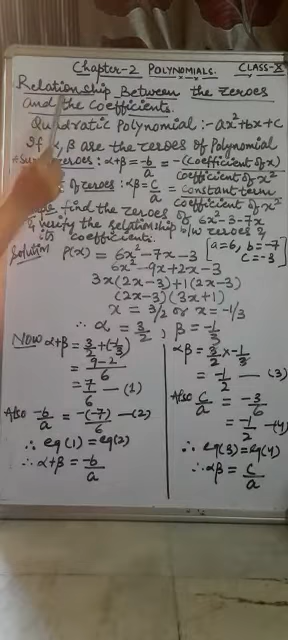 Chapter-2 POLYNOMIALS. CLASS-X
Relationship Between the zeroes
and the Coefficients.
Quadratic Polynomial :- ax²+bx+c
If α, β are the zeroes of Polynomial
zeroes : α+β = -b/a = -(Coefficient of x)/Coefficient of x²
of zeroes : αβ = c/a = constant term/coefficient of x²
find the zeroes of 6x²-3-7x
& verify the relationship b/w zeroes &
its coefficients.
Solution P(x) = 6x²-7x-3 [a=6, b=-7
c=-3]
6x²-9x+2x-3
3x(2x-3)+1(2x-3)
(2x-3)(3x+1)
x = 3/2 or x = -1/3
∴ α = 3/2, β = -1/3
Now α+β = 3/2+(-1/3)
= 9-2/6
= 7/6 — (1)
Also -b/a = -(-7)/6 — (2)
∴ eq(1) = eq(2)
∴ α+β = -b/a
αβ = 3/2 x -1/3
= -1/2 — (3)
Also c/a = -3/6
= -1/2 — (4)
∴ eq(3) = eq(4)
∴ αβ = c/a